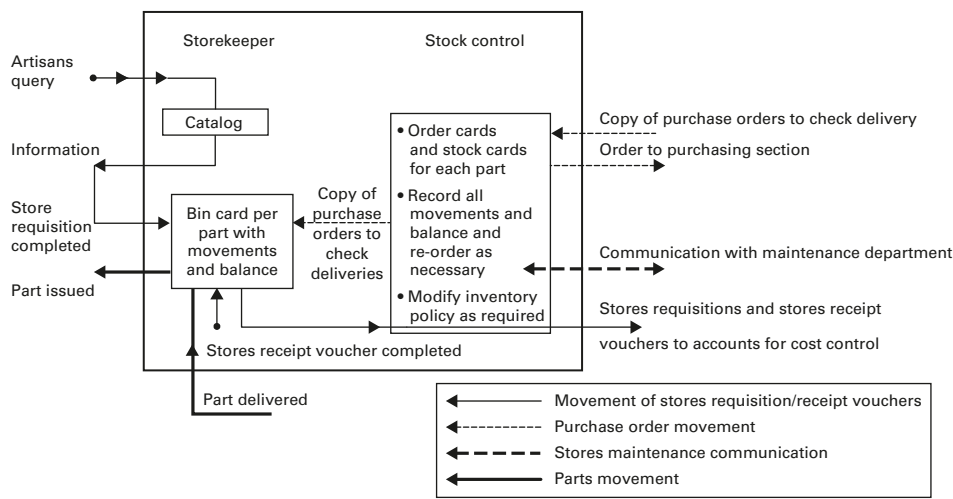 Storekeeper
Stock control
Artisans
query
Catalog
Information
Store
requisition
completed
Part issued
Bin card per
part with
movements
and balance
Copy of
purchase
orders to
check
deliveries
• Order cards
and stock cards
for each part
• Record all
movements and
balance and
re-order as
necessary
• Modify inventory
policy as required
Copy of purchase orders to check delivery
Order to purchasing section
Communication with maintenance department
Stores requisitions and stores receipt
vouchers to accounts for cost control
Stores receipt voucher completed
Part delivered
Movement of stores requisition/receipt vouchers
Purchase order movement
Stores maintenance communication
Parts movement